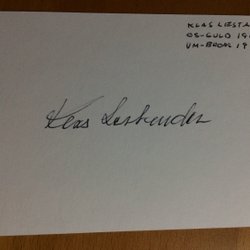 KLAS LESTA
OS-GULD 19
VM-BRONS 19
Klas Lestander